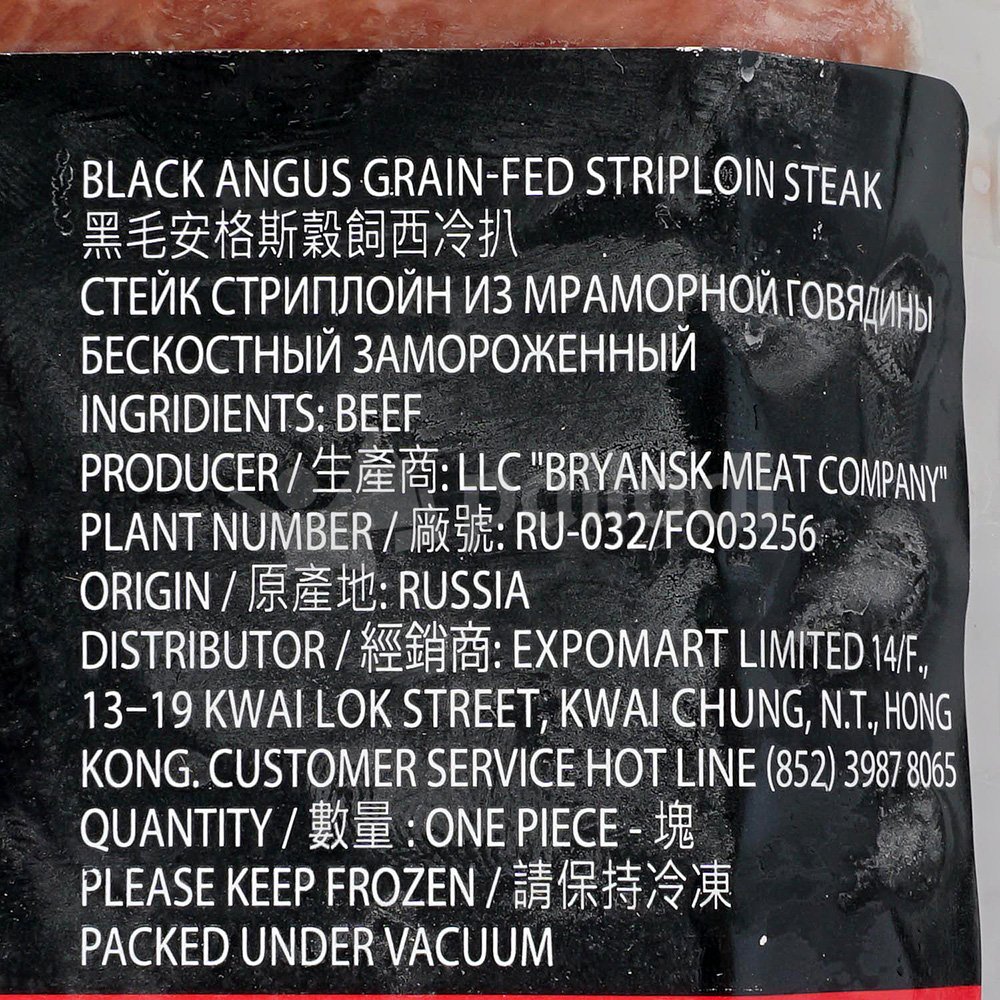 BLACK ANGUS GRAIN-FED STRIPLOIN STEAK
黑毛安格斯穀飼西冷扒
СТЕЙК СТРИПЛОЙН ИЗ МРАМОРНОЙ ГОВЯДИНЫ
БЕСКОСТНЫЙ ЗАМОРОЖЕННЫЙ
INGRIDIENTS: BEEF
PRODUCER / 生產商: LLC "BRYANSK MEAT COMPANY"
PLANT NUMBER / 廠號: RU-032/FQ03256
ORIGIN / 原產地: RUSSIA
DISTRIBUTOR / 經銷商: EXPOMART LIMITED 14/F.,
13–19 KWAI LOK STREET, KWAI CHUNG, N.T., HONG
KONG. CUSTOMER SERVICE HOT LINE (852) 3987 8065
QUANTITY / 數量 : ONE PIECE - 塊
PLEASE KEEP FROZEN / 請保持冷凍
PACKED UNDER VACUUM